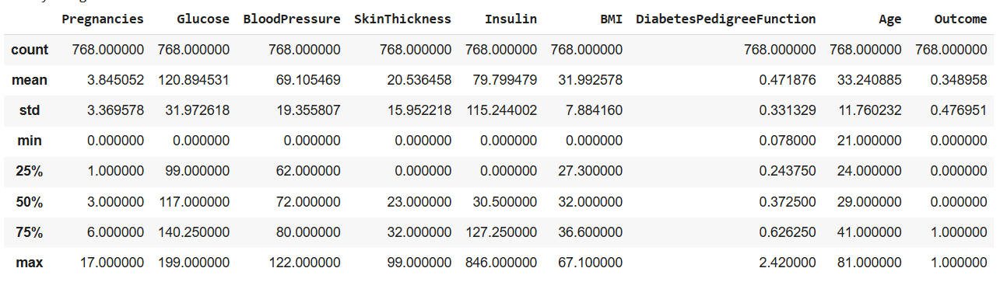 Pregnancies Glucose BloodPressure SkinThickness Insulin BMI DiabetesPedigreeFunction Age Outcome
count 768.000000 768.000000 768.000000 768.000000 768.000000 768.000000 768.000000 768.000000 768.000000
mean 3.845052 120.894531 69.105469 20.536458 79.799479 31.992578 0.471876 33.240885 0.348958
std 3.369578 31.972618 19.355807 15.952218 115.244002 7.884160 0.331329 11.760232 0.476951
min 0.000000 0.000000 0.000000 0.000000 0.000000 0.000000 0.078000 21.000000 0.000000
25% 1.000000 99.000000 62.000000 0.000000 0.000000 27.300000 0.243750 24.000000 0.000000
50% 3.000000 117.000000 72.000000 23.000000 30.500000 32.000000 0.372500 29.000000 0.000000
75% 6.000000 140.250000 80.000000 32.000000 127.250000 36.600000 0.626250 41.000000 1.000000
max 17.000000 199.000000 122.000000 99.000000 846.000000 67.100000 2.420000 81.000000 1.000000